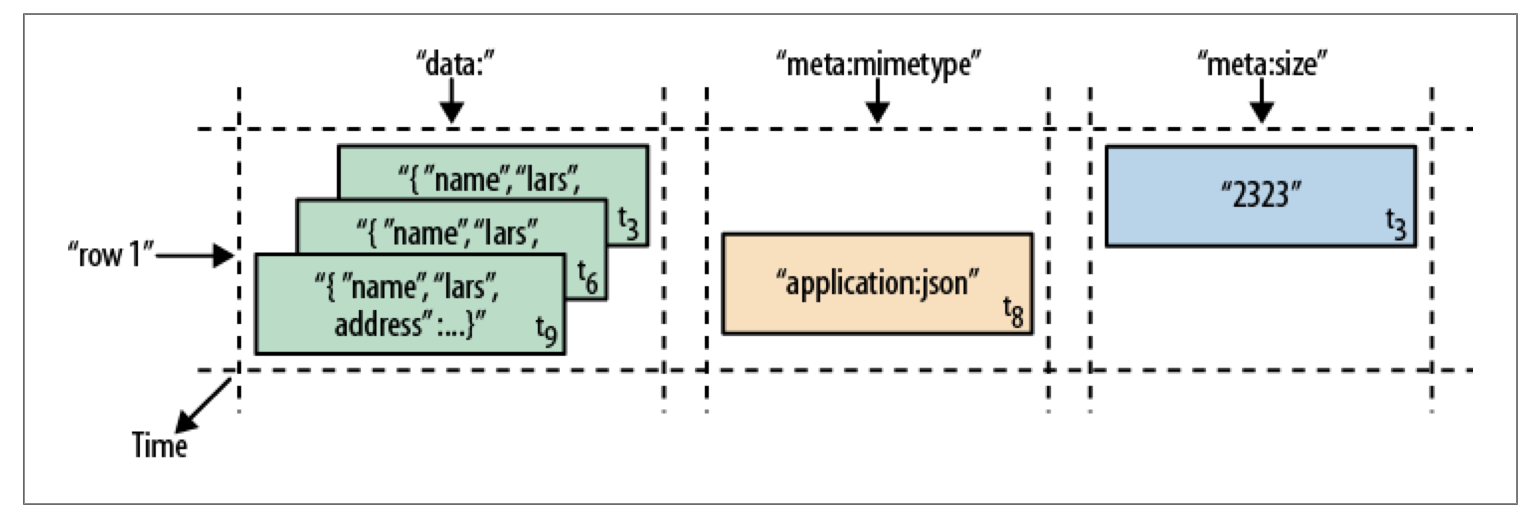 “data:”
“meta:mimetype”
“meta:size”
“{ ”name”, “lars”,
t3
“2323”
t3
“row 1”
“{ ”name”, “lars”,
t6
“{ ”name”, “lars”,
address” :...}”
t9
“application:json”
t8
Time